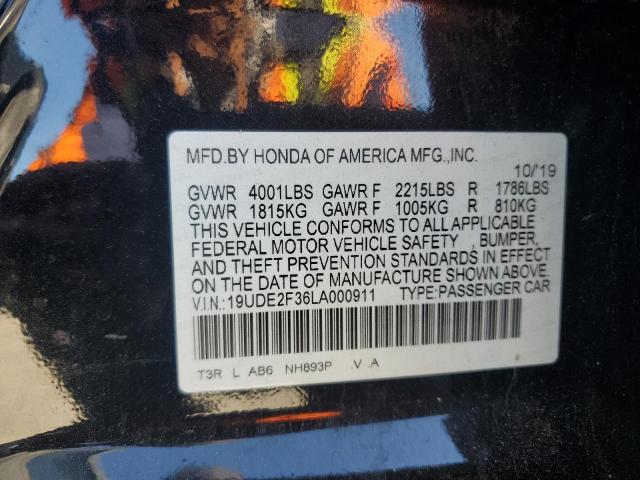 MFD.BY HONDA OF AMERICA MFG.,INC.
10/'19
GVWR 4001LBS GAWR F 2215LBS R 1786LBS
GVWR 1815KG GAWR F 1005KG R 810KG
THIS VEHICLE CONFORMS TO ALL APPLICABLE
FEDERAL MOTOR VEHICLE SAFETY , BUMPER,
AND THEFT PREVENTION STANDARDS IN EFFECT
ON THE DATE OF MANUFACTURE SHOWN ABOVE.
V.I.N.:19UDE2F36LA000911 TYPE:PASSENGER CAR
T3R L AB6 NH893P .V .A